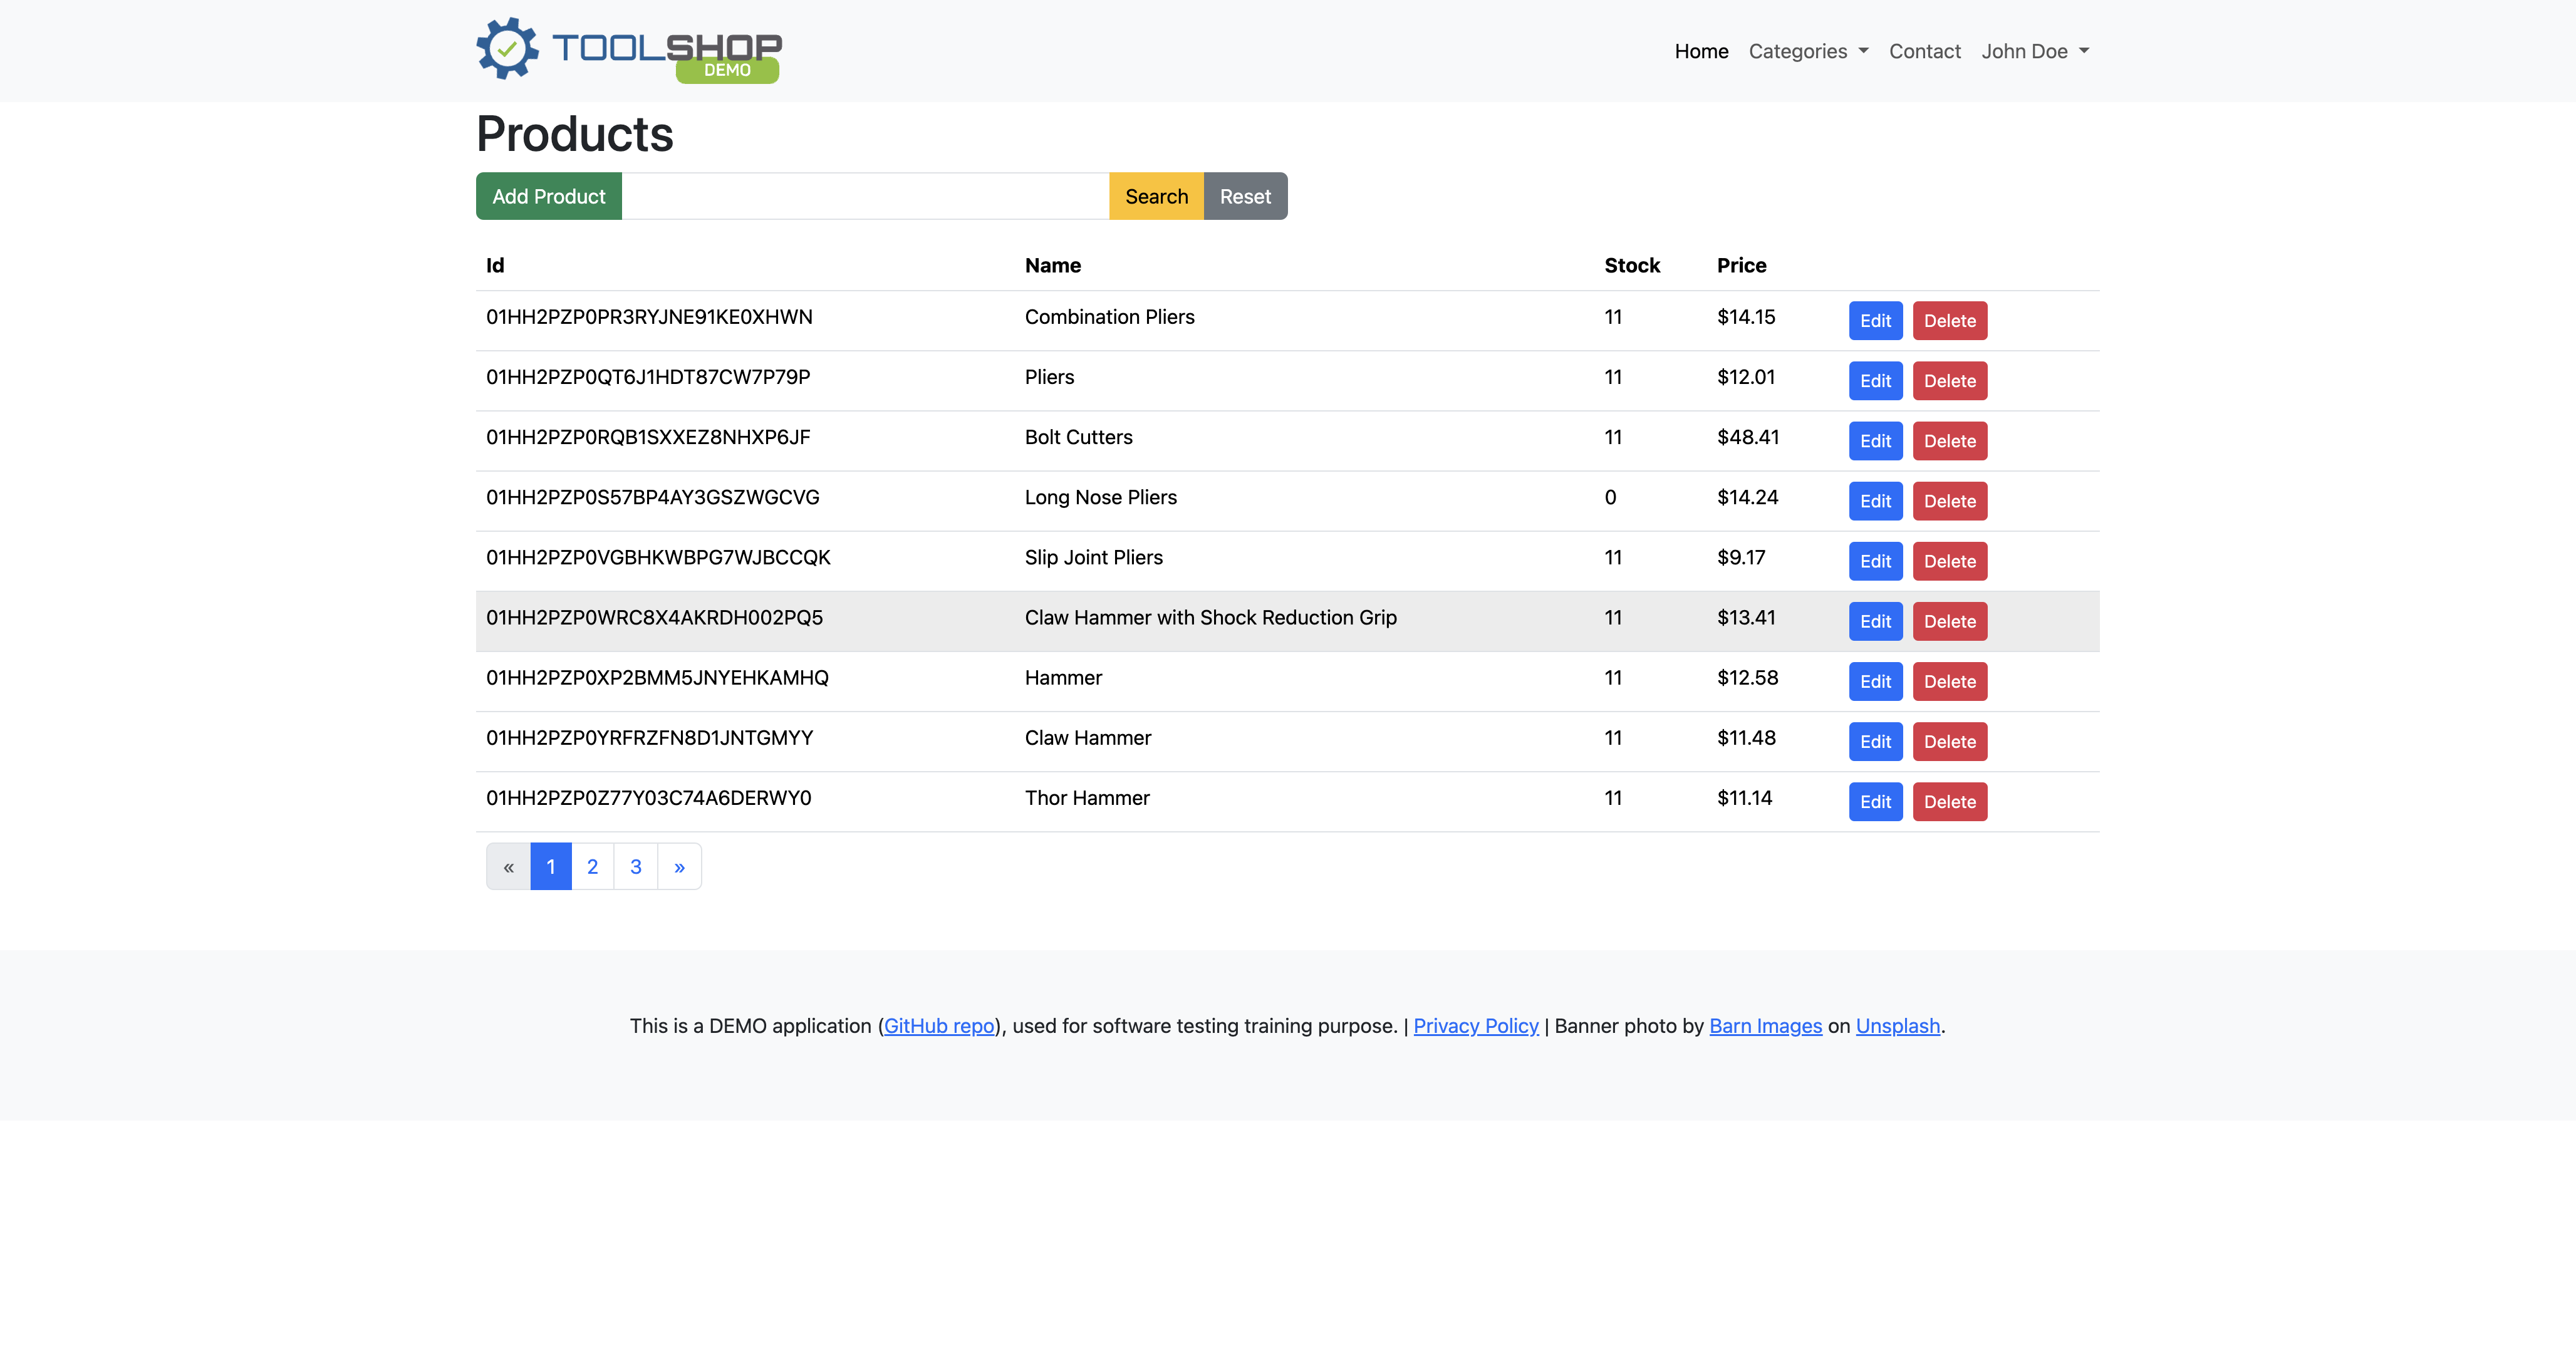 TOOLSHOP
DEMO
Home Categories Contact John Doe
Products
Add Product Search Reset
Id Name Stock Price
01HH2PZP0PR3RYJNE91KE0XHWN Combination Pliers 11 $14.15 Edit Delete
01HH2PZP0QT6J1HDT87CW7P79P Pliers 11 $12.01 Edit Delete
01HH2PZP0RQB1SXXEZ8NHXP6JF Bolt Cutters 11 $48.41 Edit Delete
01HH2PZP0S57BP4AY3GSZWGCVG Long Nose Pliers 0 $14.24 Edit Delete
01HH2PZP0VGBHKWBPG7WJBCCQK Slip Joint Pliers 11 $9.17 Edit Delete
01HH2PZP0WRC8X4AKRDH002PQ5 Claw Hammer with Shock Reduction Grip 11 $13.41 Edit Delete
01HH2PZP0XP2BMM5JNYEHKAMHQ Hammer 11 $12.58 Edit Delete
01HH2PZP0YRFRZFN8D1JNTGMYY Claw Hammer 11 $11.48 Edit Delete
01HH2PZP0Z77Y03C74A6DERWY0 Thor Hammer 11 $11.14 Edit Delete
« 1 2 3 »
This is a DEMO application (GitHub repo), used for software testing training purpose. | Privacy Policy | Banner photo by Barn Images on Unsplash.